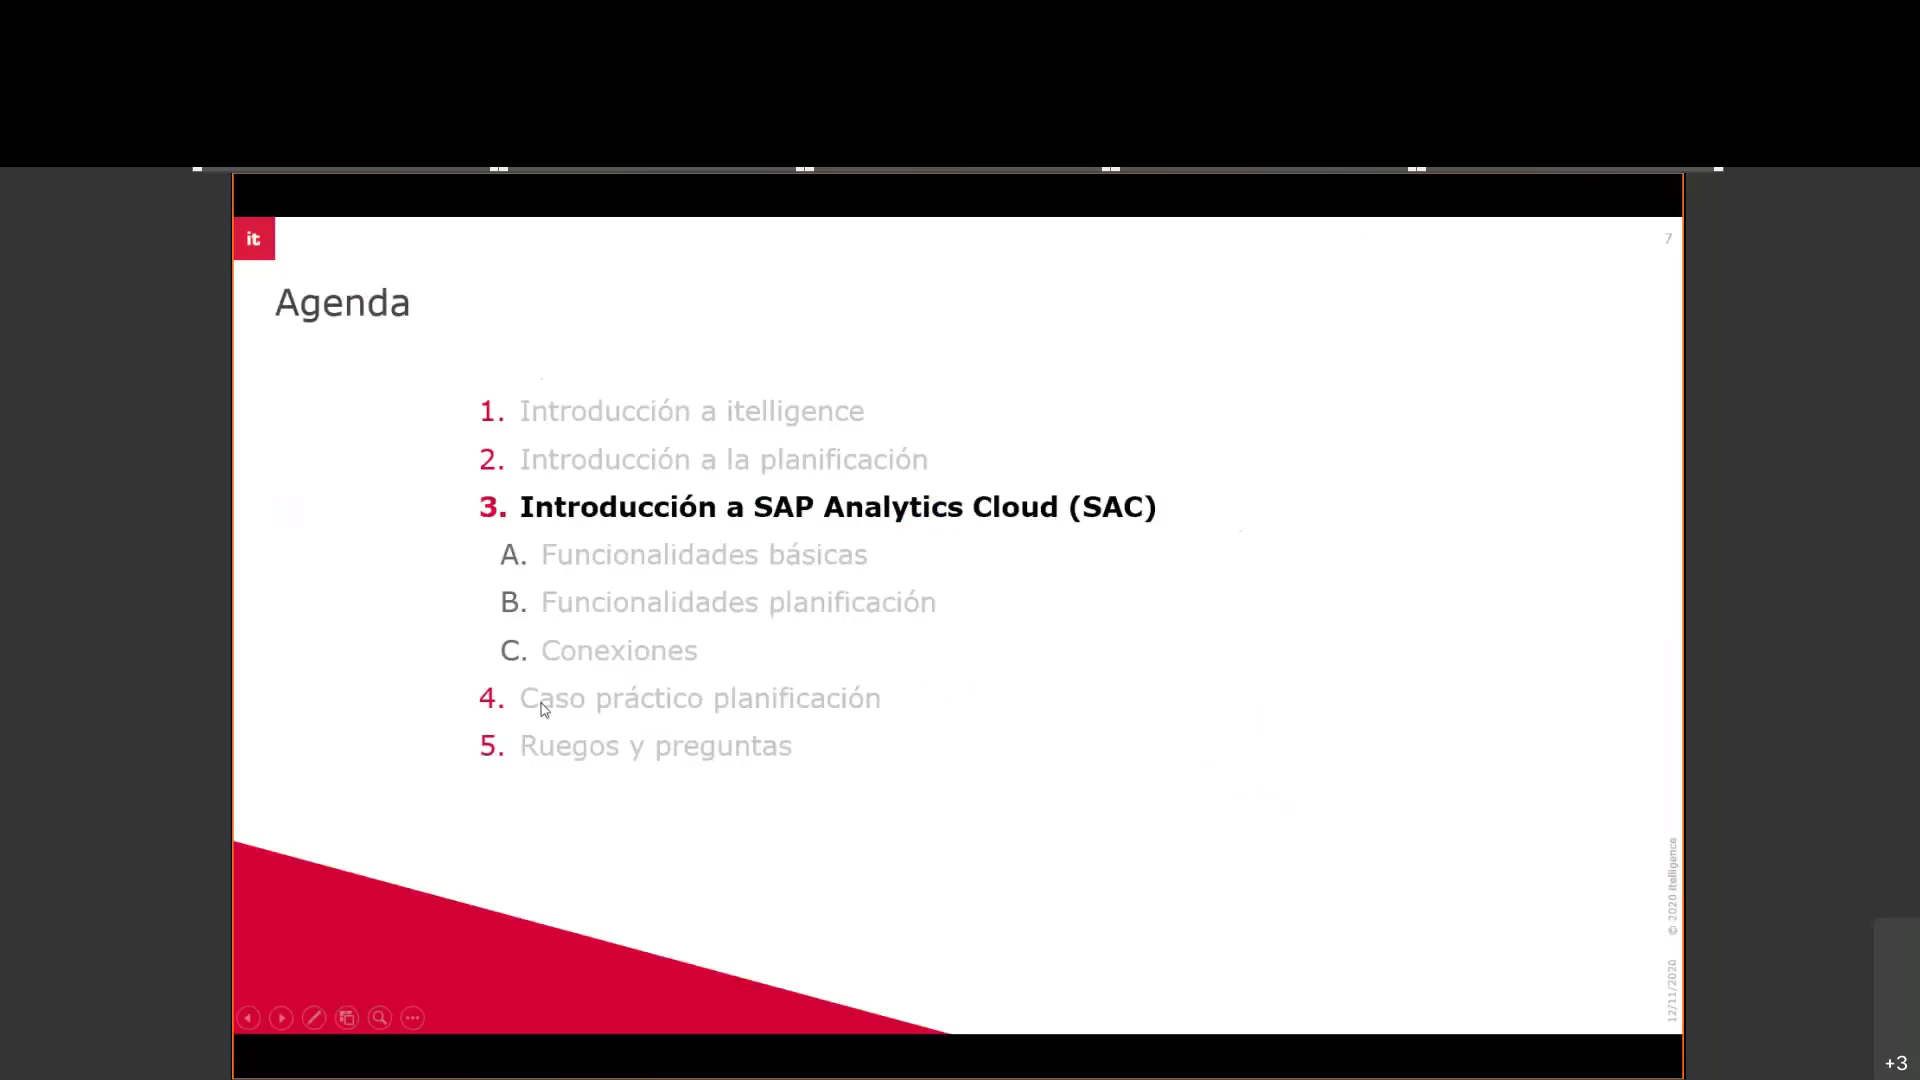 it
7
Agenda
1. Introducción a itelligence
2. Introducción a la planificación
3. Introducción a SAP Analytics Cloud (SAC)
A. Funcionalidades básicas
B. Funcionalidades planificación
C. Conexiones
4. Caso práctico planificación
5. Ruegos y preguntas
12/11/2020 © 2020 itelligence
+3